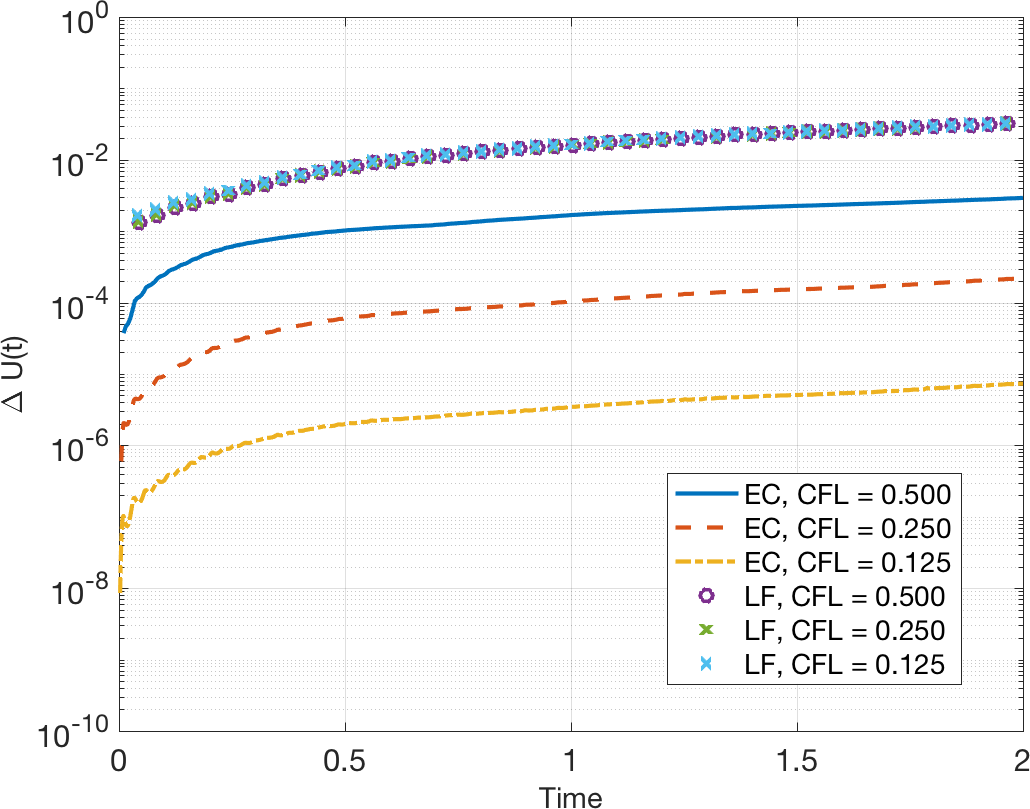 10^0
10^-2
10^-4
10^-6
10^-8
10^-10
Δ U(t)
0 0.5 1 1.5 2
Time
EC, CFL = 0.500
EC, CFL = 0.250
EC, CFL = 0.125
LF, CFL = 0.500
LF, CFL = 0.250
LF, CFL = 0.125